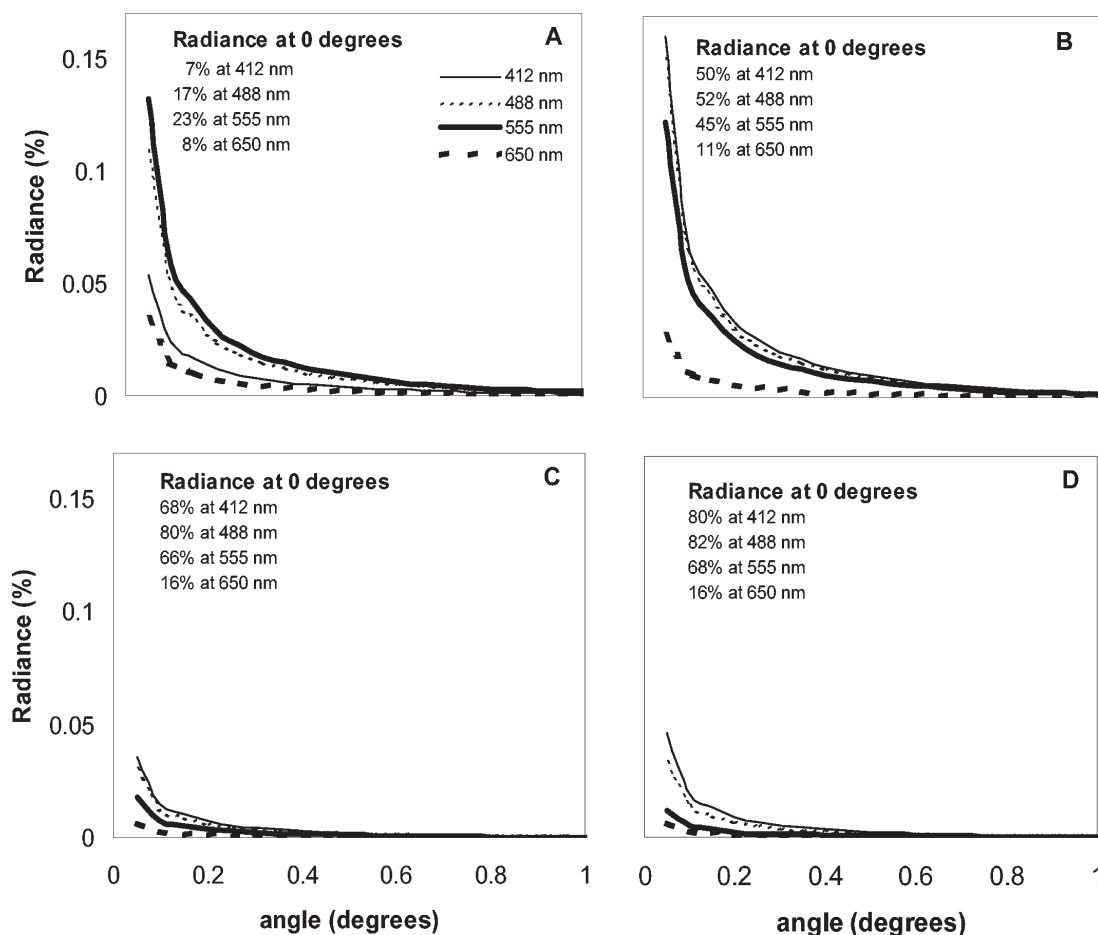 Radiance at 0 degrees
7% at 412 nm
17% at 488 nm
23% at 555 nm
8% at 650 nm
A
412 nm
488 nm
555 nm
650 nm
0.15
0.1
0.05
0
Radiance (%)
Radiance at 0 degrees
50% at 412 nm
52% at 488 nm
45% at 555 nm
11% at 650 nm
B
Radiance at 0 degrees
68% at 412 nm
80% at 488 nm
66% at 555 nm
16% at 650 nm
C
0.15
0.1
0.05
0
Radiance (%)
0 0.2 0.4 0.6 0.8 1
angle (degrees)
Radiance at 0 degrees
80% at 412 nm
82% at 488 nm
68% at 555 nm
16% at 650 nm
D
0 0.2 0.4 0.6 0.8 1
angle (degrees)